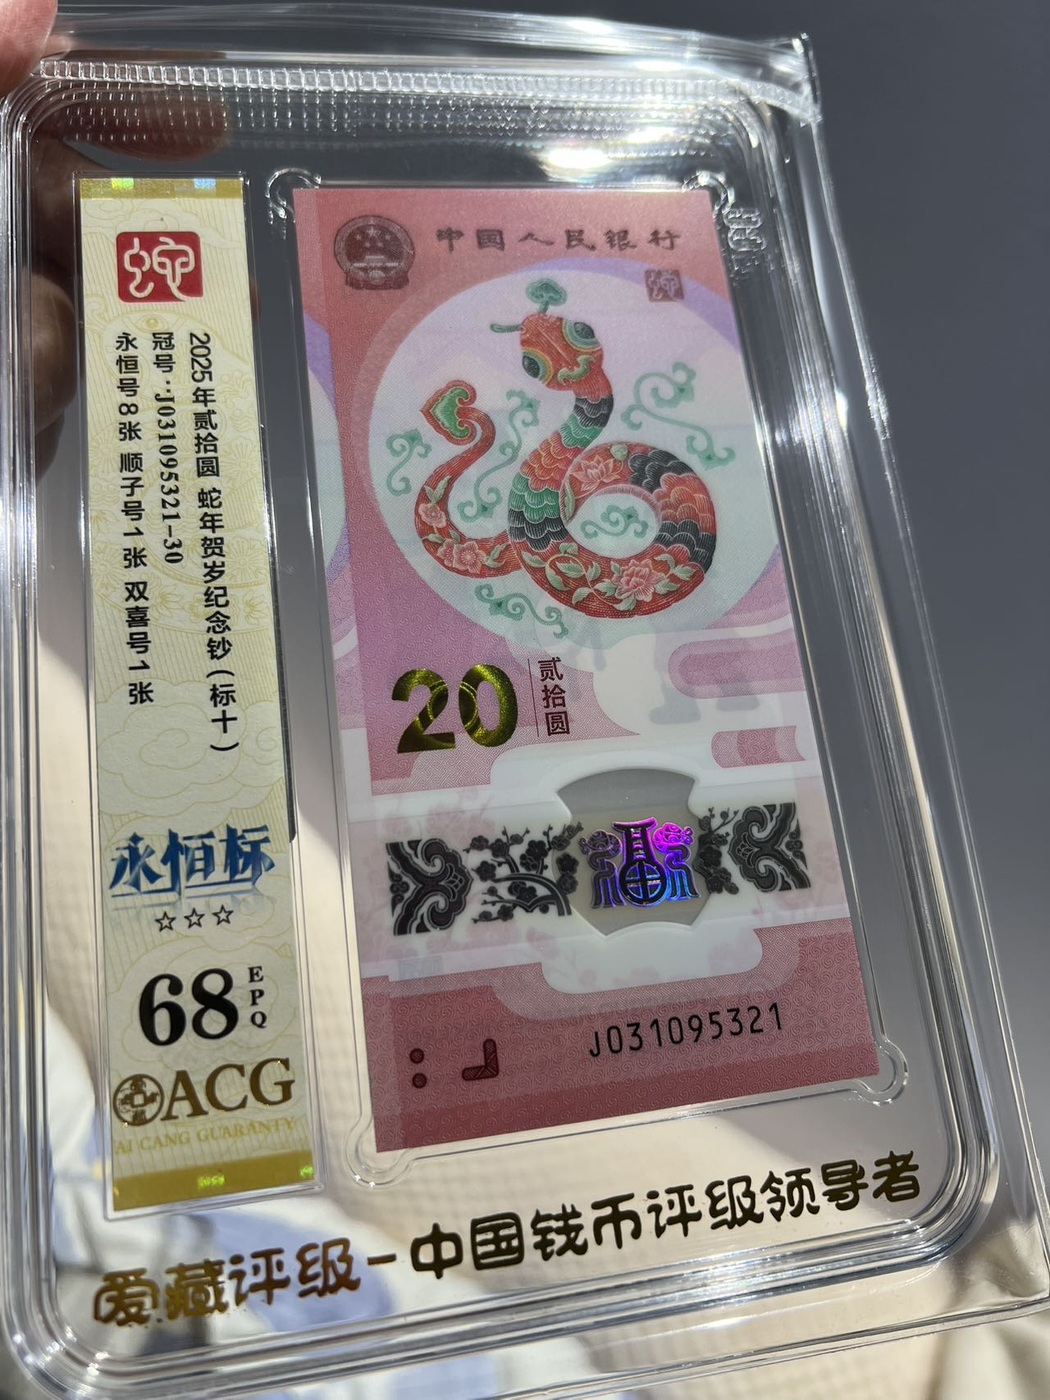 蛇
2025年贰拾圆 蛇年贺岁纪念钞(标十)
冠号:J031095321-30
永恒号8张 顺子号1张 双喜号1张
永恒标
☆☆☆
68
EPQ
ACG
AI CANG GUARANTY
中国人民银行
蛇
20
贰拾圆
福
J031095321
爱藏评级-中国钱币评级领导者